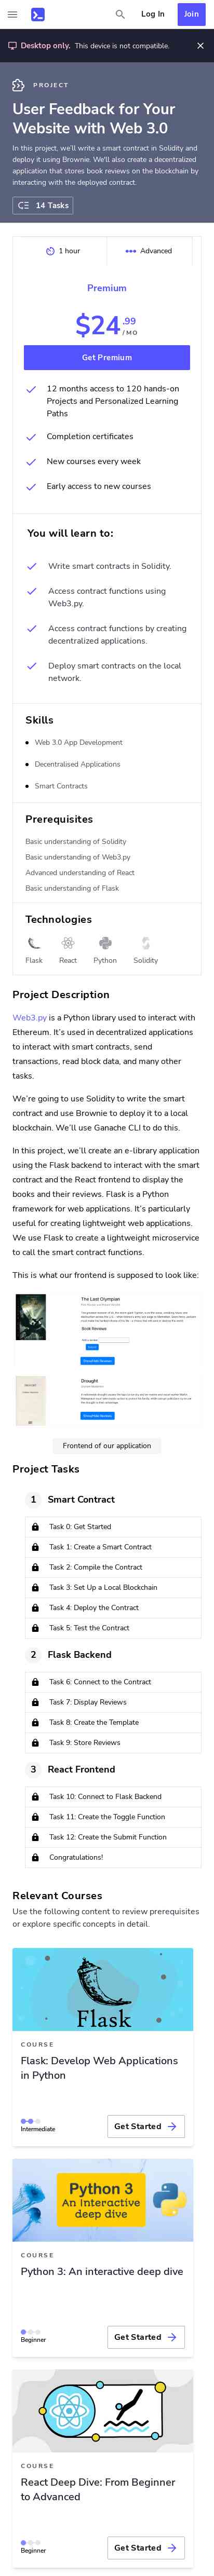 Log In
Join
Desktop only. This device is not compatible.
PROJECT
User Feedback for Your
Website with Web 3.0
In this project, we'll write a smart contract in Solidity and
deploy it using Brownie. We'll also create a decentralized
application that stores book reviews on the blockchain by
interacting with the deployed contract.
14 Tasks
1 hour
Advanced
Premium
$24.99
/ MO
Get Premium
12 months access to 120 hands-on
Projects and Personalized Learning
Paths
Completion certificates
New courses every week
Early access to new courses
You will learn to:
Write smart contracts in Solidity.
Access contract functions using
Web3.py.
Access contract functions by creating
decentralized applications.
Deploy smart contracts on the local
network.
Skills
Web 3.0 App Development
Decentralised Applications
Smart Contracts
Prerequisites
Basic understanding of Solidity
Basic understanding of Web3.py
Advanced understanding of React
Basic understanding of Flask
Technologies
Flask
React
Python
Solidity
Project Description
Web3.py is a Python library used to interact with
Ethereum. It's used in decentralized applications
to interact with smart contracts, send
transactions, read block data, and many other
tasks.
We're going to use Solidity to write the smart
contract and use Brownie to deploy it to a local
blockchain. We'll use Ganache CLI to do this.
In this project, we'll create an e-library application
using the Flask backend to interact with the smart
contract and the React frontend to display the
books and their reviews. Flask is a Python
framework for web applications. It's particularly
useful for creating lightweight web applications.
We use Flask to create a lightweight microservice
to call the smart contract functions.
This is what our frontend is supposed to look like:
The Last Olympian
Book Reviews
Drought
Frontend of our application
Project Tasks
1
Smart Contract
Task 0: Get Started
Task 1: Create a Smart Contract
Task 2: Compile the Contract
Task 3: Set Up a Local Blockchain
Task 4: Deploy the Contract
Task 5: Test the Contract
2
Flask Backend
Task 6: Connect to the Contract
Task 7: Display Reviews
Task 8: Create the Template
Task 9: Store Reviews
3
React Frontend
Task 10: Connect to Flask Backend
Task 11: Create the Toggle Function
Task 12: Create the Submit Function
Congratulations!
Relevant Courses
Use the following content to review prerequisites
or explore specific concepts in detail.
Flask
COURSE
Flask: Develop Web Applications
in Python
Intermediate
Get Started
Python 3
An Interactive
deep dive
COURSE
Python 3: An interactive deep dive
Beginner
Get Started
COURSE
React Deep Dive: From Beginner
to Advanced
Beginner
Get Started